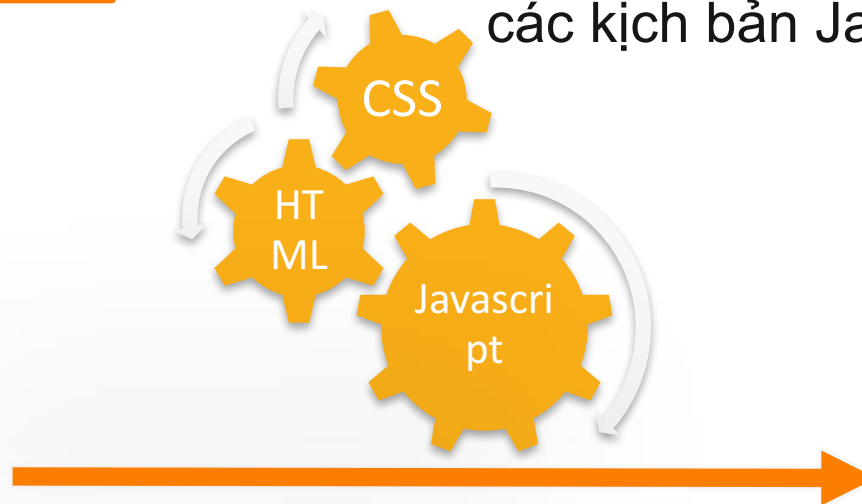 các kịch bản Ja
CSS
HT
ML
Javascri
pt